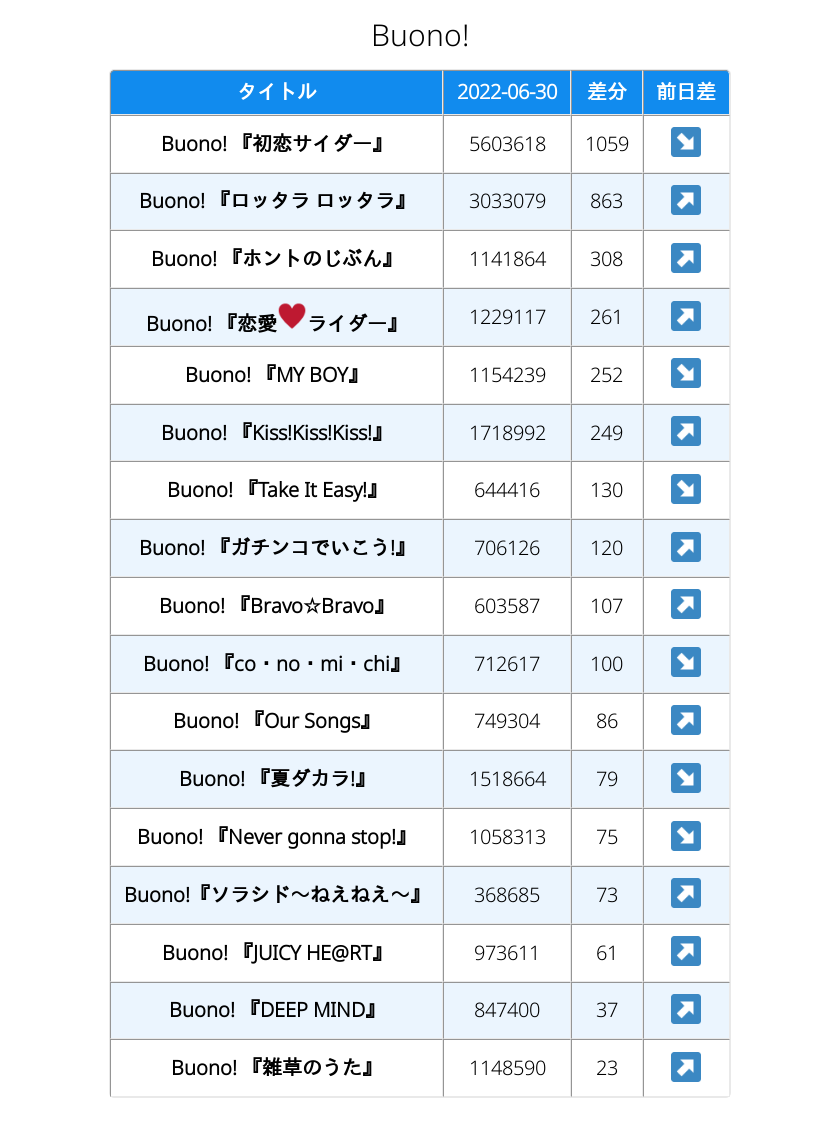 Buono!
タイトル 2022-06-30 差分 前日差
Buono! 『初恋サイダー』 5603618 1059 ↘
Buono! 『ロッタラ ロッタラ』 3033079 863 ↗
Buono! 『ホントのじぶん』 1141864 308 ↗
Buono! 『恋愛♥ライダー』 1229117 261 ↗
Buono! 『MY BOY』 1154239 252 ↘
Buono! 『Kiss!Kiss!Kiss!』 1718992 249 ↗
Buono! 『Take It Easy!』 644416 130 ↘
Buono! 『ガチンコでいこう!』 706126 120 ↗
Buono! 『Bravo☆Bravo』 603587 107 ↗
Buono! 『co・no・mi・chi』 712617 100 ↘
Buono! 『Our Songs』 749304 86 ↗
Buono! 『夏ダカラ!』 1518664 79 ↘
Buono! 『Never gonna stop!』 1058313 75 ↘
Buono!『ソラシド〜ねえねえ〜』 368685 73 ↗
Buono! 『JUICY HE@RT』 973611 61 ↗
Buono! 『DEEP MIND』 847400 37 ↗
Buono! 『雑草のうた』 1148590 23 ↗